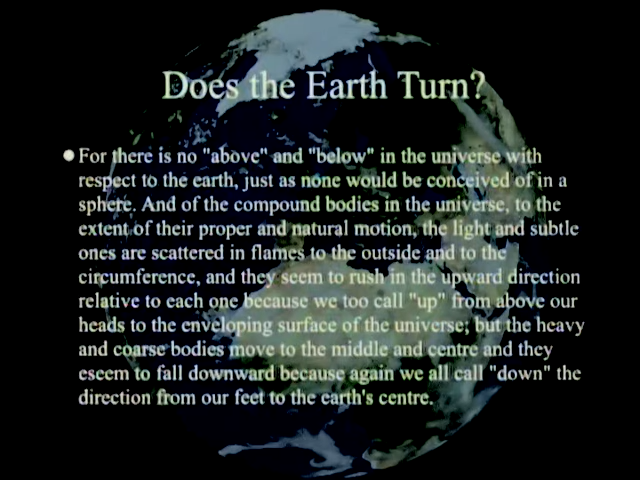 Does the Earth Turn?
For there is no "above" and "below" in the universe with
respect to the earth, just as none would be conceived of in a
sphere. And of the compound bodies in the universe, to the
extent of their proper and natural motion, the light and subtle
ones are scattered in flames to the outside and to the
circumference, and they seem to rush in the upward direction
relative to each one because we too call "up" from above our
heads to the enveloping surface of the universe; but the heavy
and coarse bodies move to the middle and centre and they
eseem to fall downward because again we all call "down" the
direction from our feet to the earth's centre.